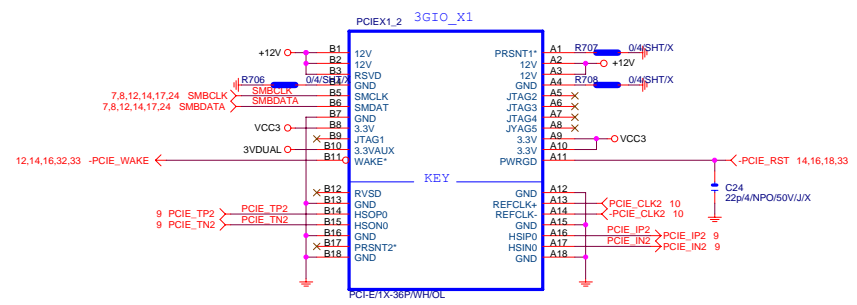 PCIEX1_2 3GIO_X1
+12V B1 12V PRSNT1* A1 R707 0/4/SHT/X
B2 12V 12V A2 +12V
B3 RSVD 12V A3
R706 0/4/SHT/X B4 GND GND A4 R708 0/4/SHT/X
7,8,12,14,17,24 SMBCLK SMBCLK B5 SMCLK JTAG2 A5
7,8,12,14,17,24 SMBDATA SMBDATA B6 SMDAT JTAG3 A6
B7 GND JTAG4 A7
VCC3 B8 3.3V JYAG5 A8
B9 JTAG1 3.3V A9 VCC3
3VDUAL B10 3.3VAUX 3.3V A10
12,14,16,32,33 -PCIE_WAKE B11 WAKE* PWRGD A11 -PCIE_RST 14,16,18,33
KEY
C24
22p/4/NPO/50V/J/X
B12 RVSD GND A12
B13 GND REFCLK+ A13 PCIE_CLK2 10
9 PCIE_TP2 PCIE_TP2 B14 HSOP0 REFCLK- A14 -PCIE_CLK2 10
9 PCIE_TN2 PCIE_TN2 B15 HSON0 GND A15
B16 GND HSIP0 A16 PCIE_IP2 PCIE_IP2 9
B17 PRSNT2* HSIN0 A17 PCIE_IN2 PCIE_IN2 9
B18 GND GND A18
PCI-E/1X-36P/WH/OL